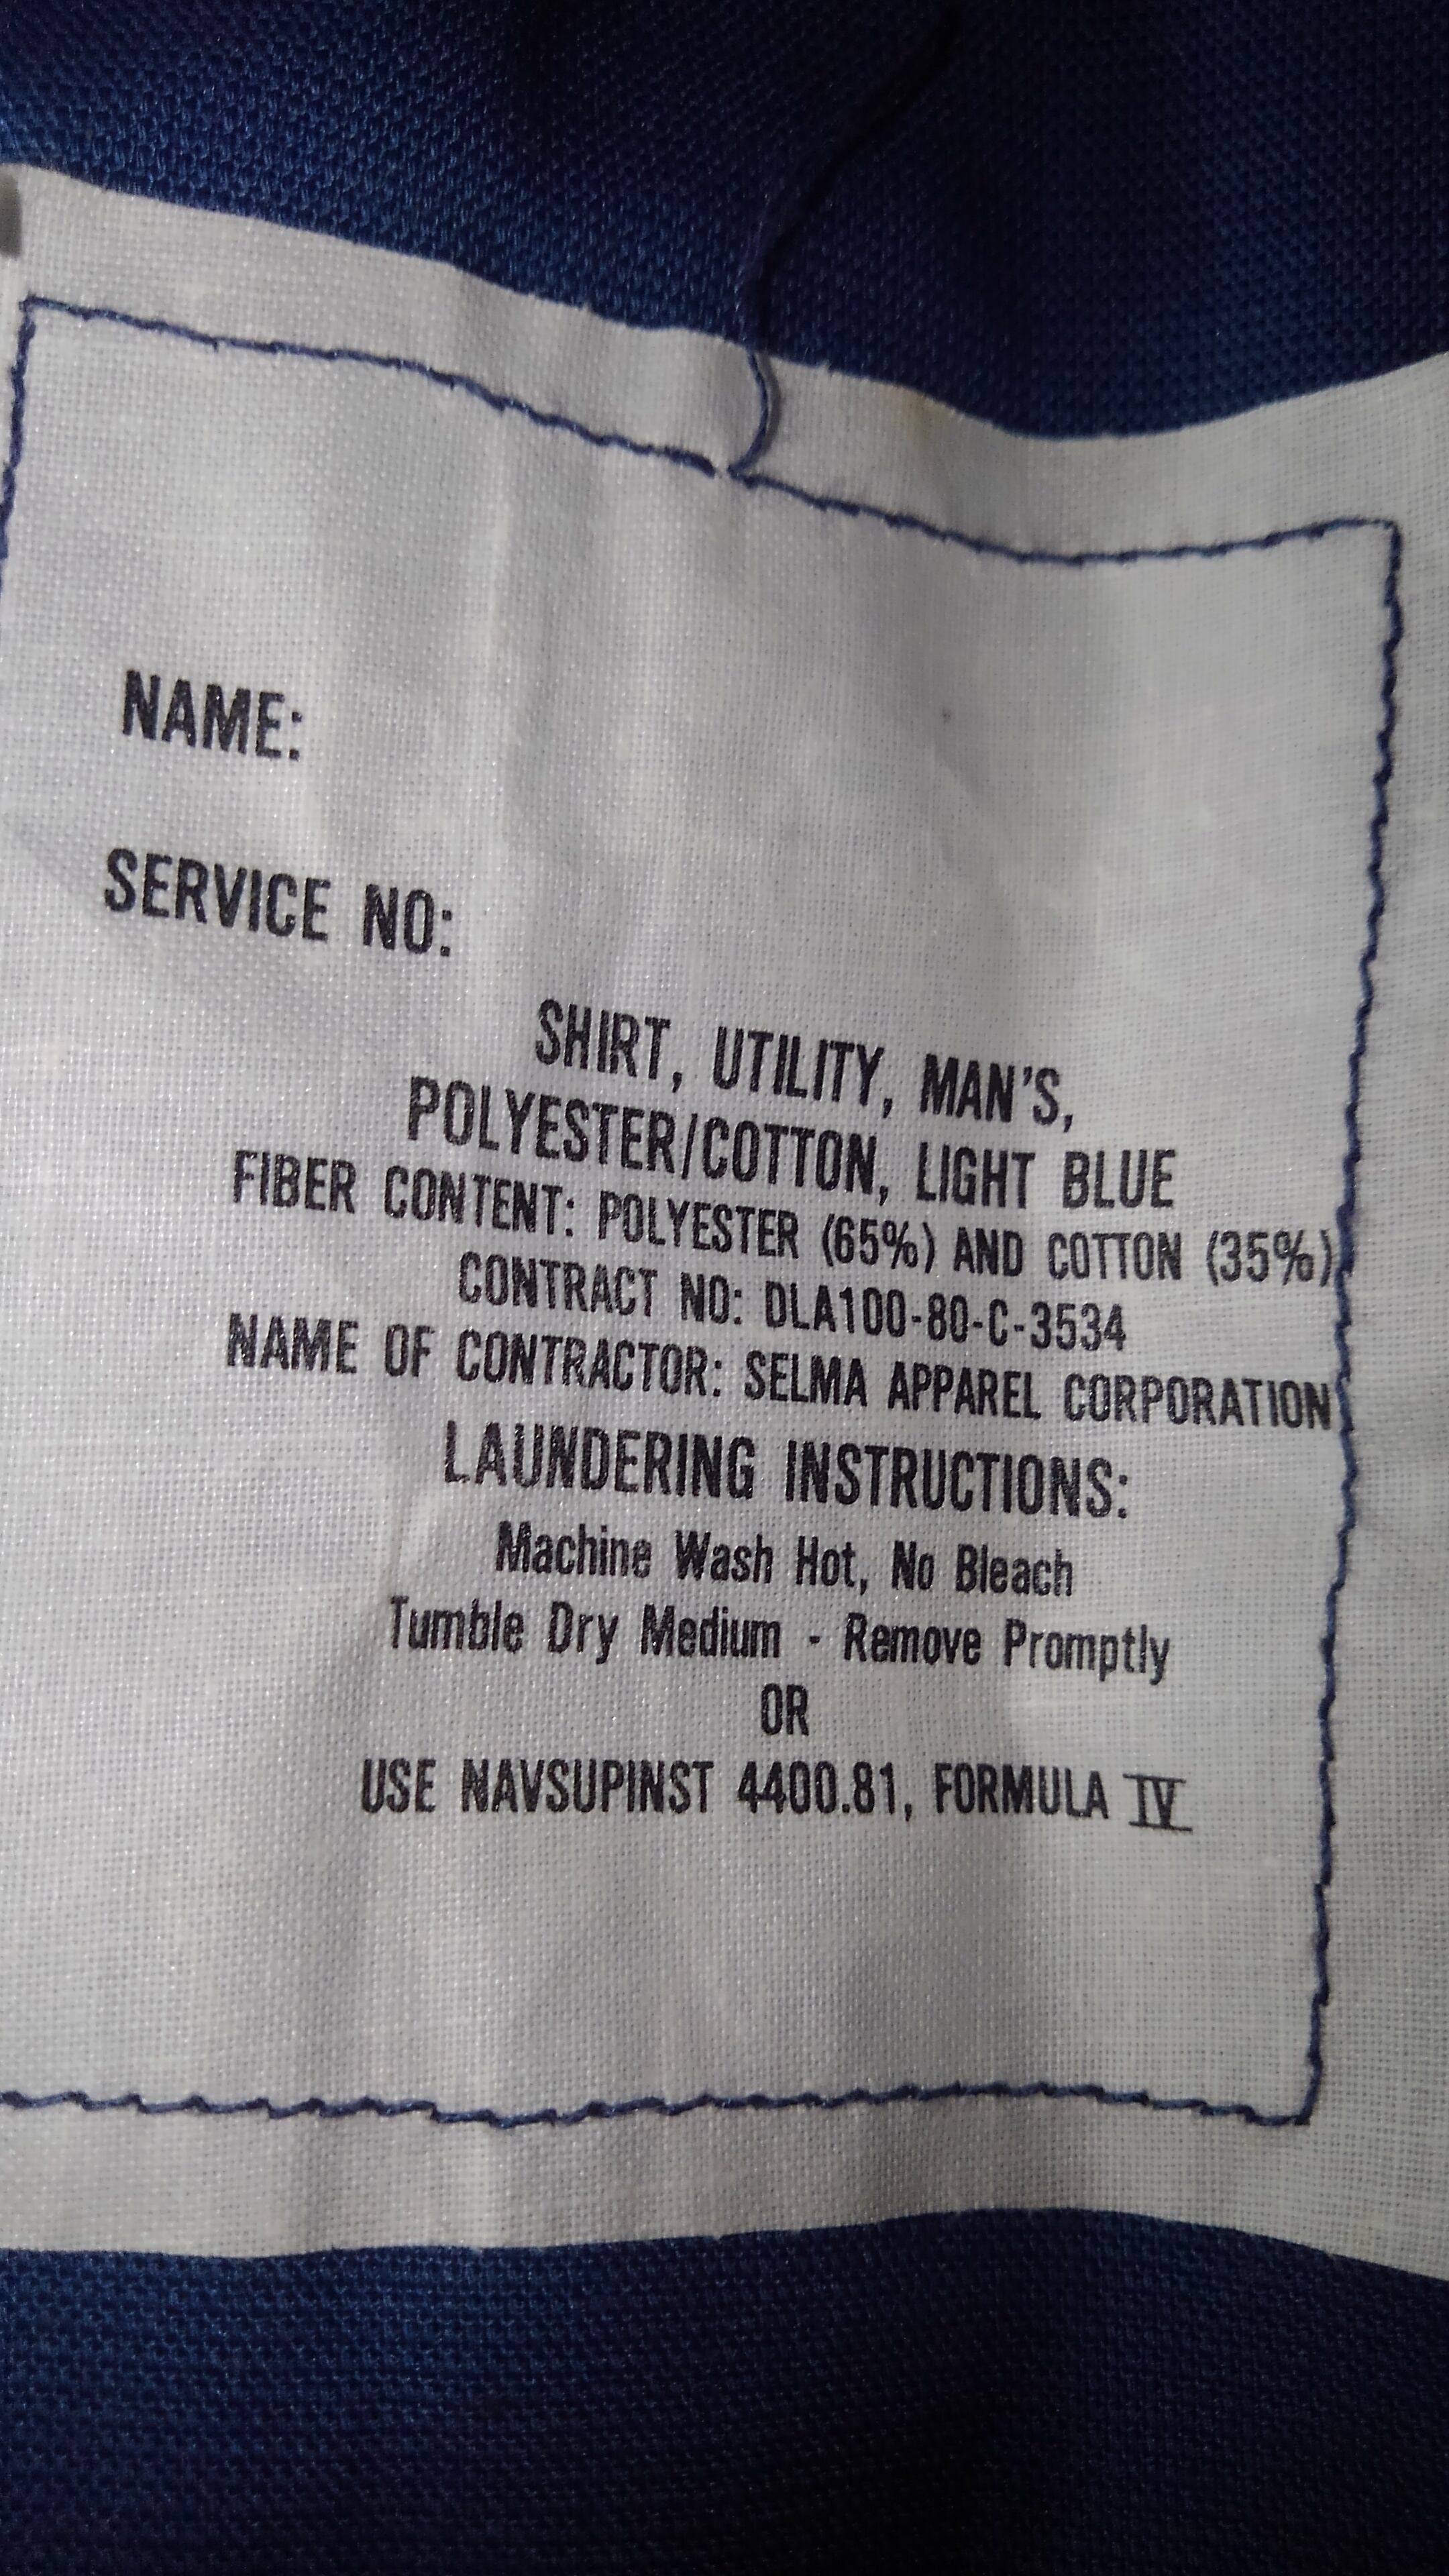 NAME:
SERVICE NO:
SHIRT, UTILITY, MAN'S,
POLYESTER/COTTON, LIGHT BLUE
FIBER CONTENT: POLYESTER (65%) AND COTTON (35%)
CONTRACT NO: DLA100-80-C-3534
NAME OF CONTRACTOR: SELMA APPAREL CORPORATION
LAUNDERING INSTRUCTIONS:
Machine Wash Hot, No Bleach
Tumble Dry Medium - Remove Promptly
OR
USE NAVSUPINST 4400.81, FORMULA IV